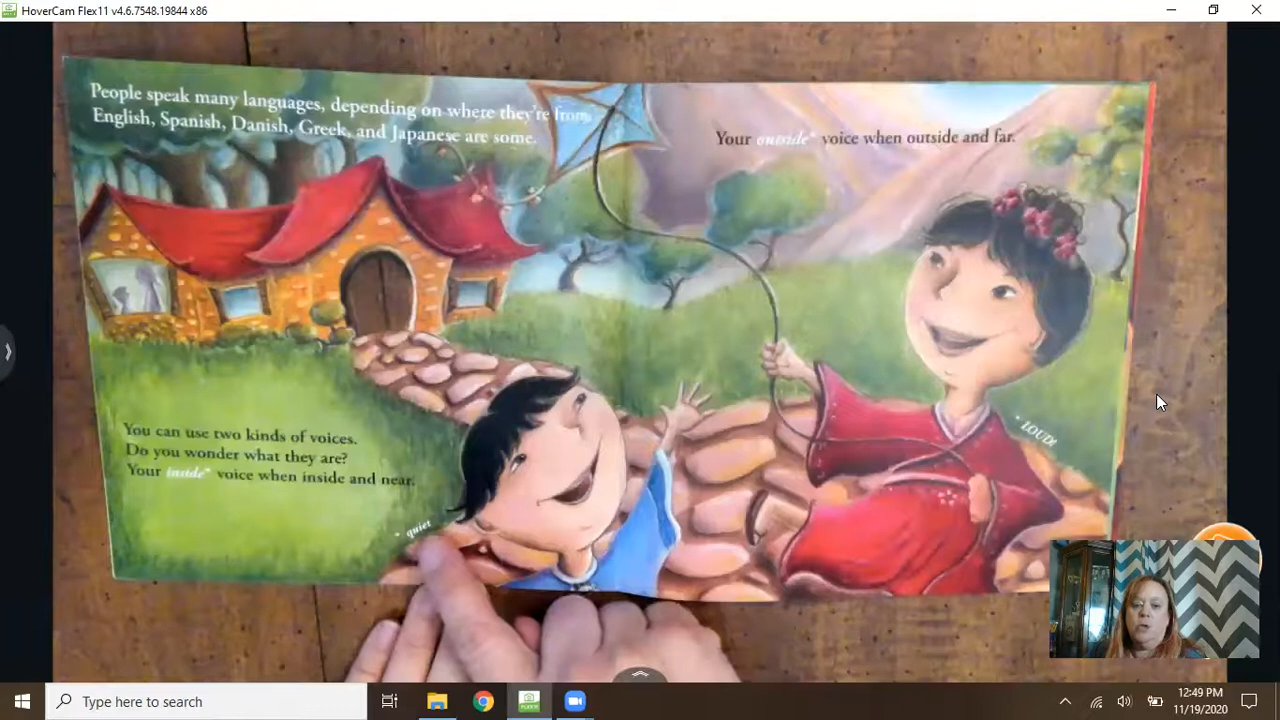 HoverCam Flex11 v4.6.7548.19844 x86
People speak many languages, depending on where they're from.
English, Spanish, Danish, Greek, and Japanese are some.
Your outside* voice when outside and far.
You can use two kinds of voices.
Do you wonder what they are?
Your inside* voice when inside and near.
* quiet
* LOUD!
Type here to search
12:49 PM
11/19/2020